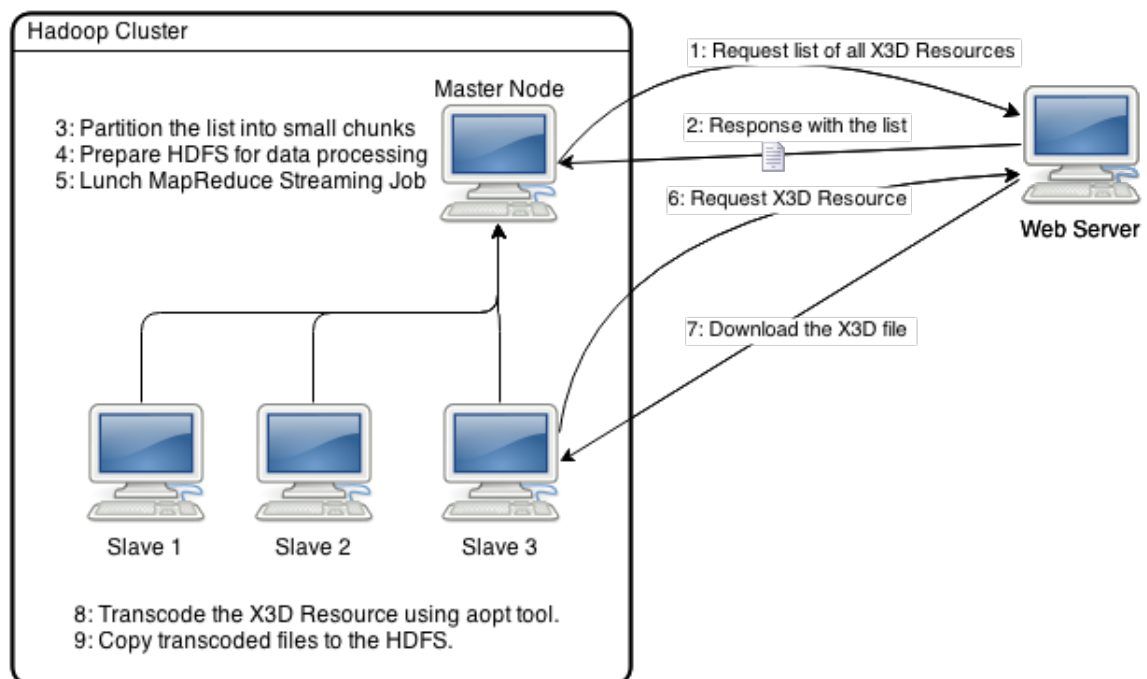 Hadoop Cluster
1: Request list of all X3D Resources
Master Node
3: Partition the list into small chunks
4: Prepare HDFS for data processing
5: Lunch MapReduce Streaming Job
2: Response with the list
6: Request X3D Resource
Web Server
7: Download the X3D file
Slave 1
Slave 2
Slave 3
8: Transcode the X3D Resource using aopt tool.
9: Copy transcoded files to the HDFS.